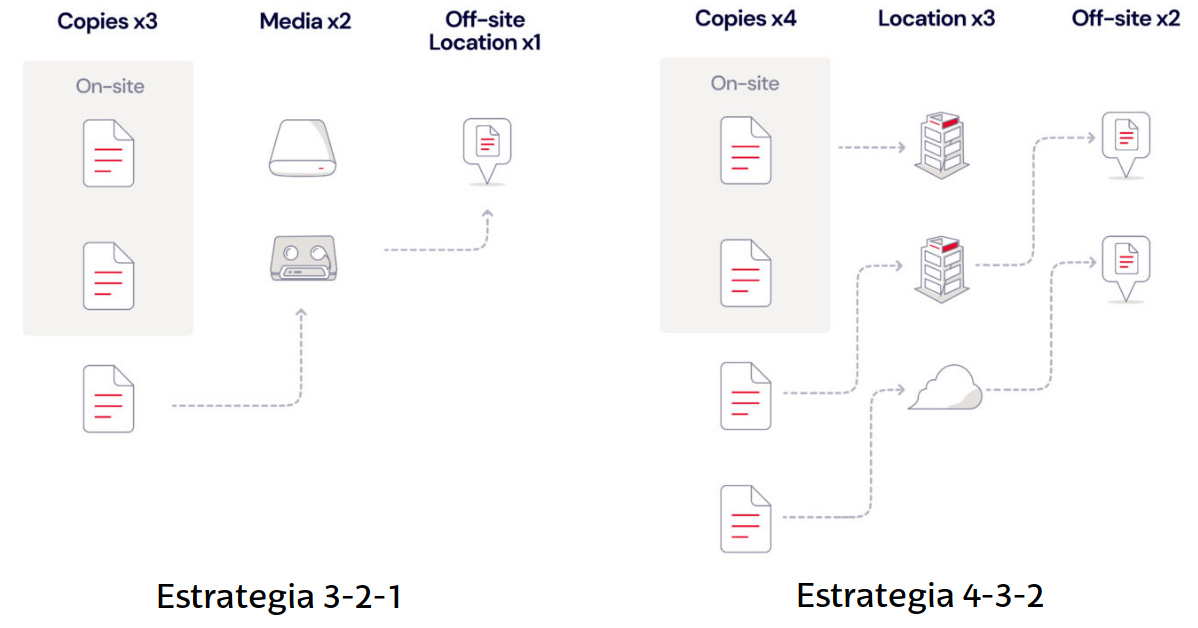 Copies x3
Media x2
Off-site
Location x1
On-site
Estrategia 3-2-1
Copies x4
Location x3
Off-site x2
On-site
Estrategia 4-3-2